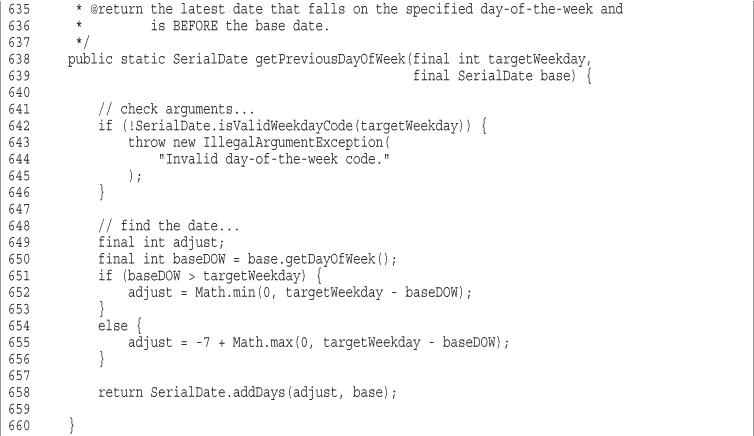 635 * @return the latest date that falls on the specified day-of-the-week and
636 * is BEFORE the base date.
637 */
638 public static SerialDate getPreviousDayOfWeek(final int targetWeekday,
639 final SerialDate base) {
640
641 // check arguments...
642 if (!SerialDate.isValidWeekdayCode(targetWeekday)) {
643 throw new IllegalArgumentException(
644 "Invalid day-of-the-week code."
645 );
646 }
647
648 // find the date...
649 final int adjust;
650 final int baseDOW = base.getDayOfWeek();
651 if (baseDOW > targetWeekday) {
652 adjust = Math.min(0, targetWeekday - baseDOW);
653 }
654 else {
655 adjust = -7 + Math.max(0, targetWeekday - baseDOW);
656 }
657
658 return SerialDate.addDays(adjust, base);
659
660 }